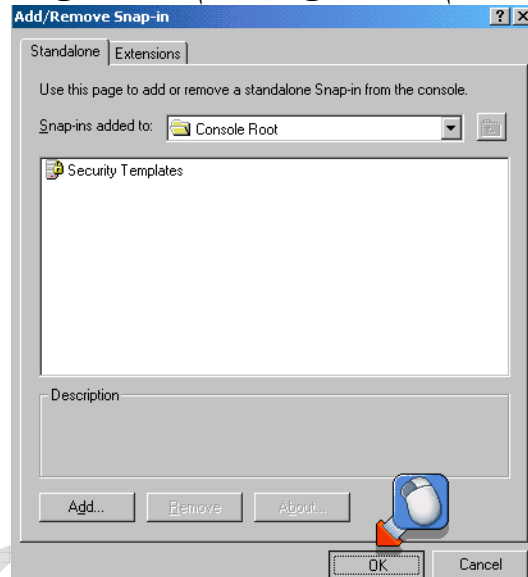 Add/Remove Snap-in
Standalone Extensions
Use this page to add or remove a standalone Snap-in from the console.
Snap-ins added to: Console Root
Security Templates
Description
Add... Remove About...
OK Cancel